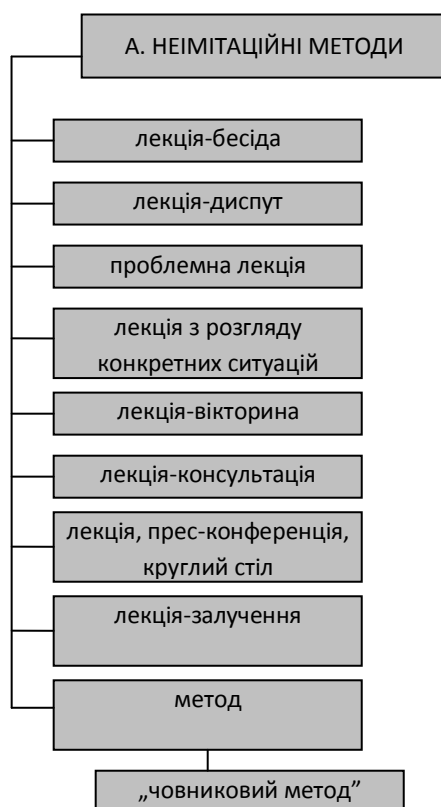 А. НЕІМІТАЦІЙНІ МЕТОДИ
лекція-бесіда
лекція-диспут
проблемна лекція
лекція з розгляду
конкретних ситуацій
лекція-вікторина
лекція-консультація
лекція, прес-конференція,
круглий стіл
лекція-залучення
метод
„човниковий метод”